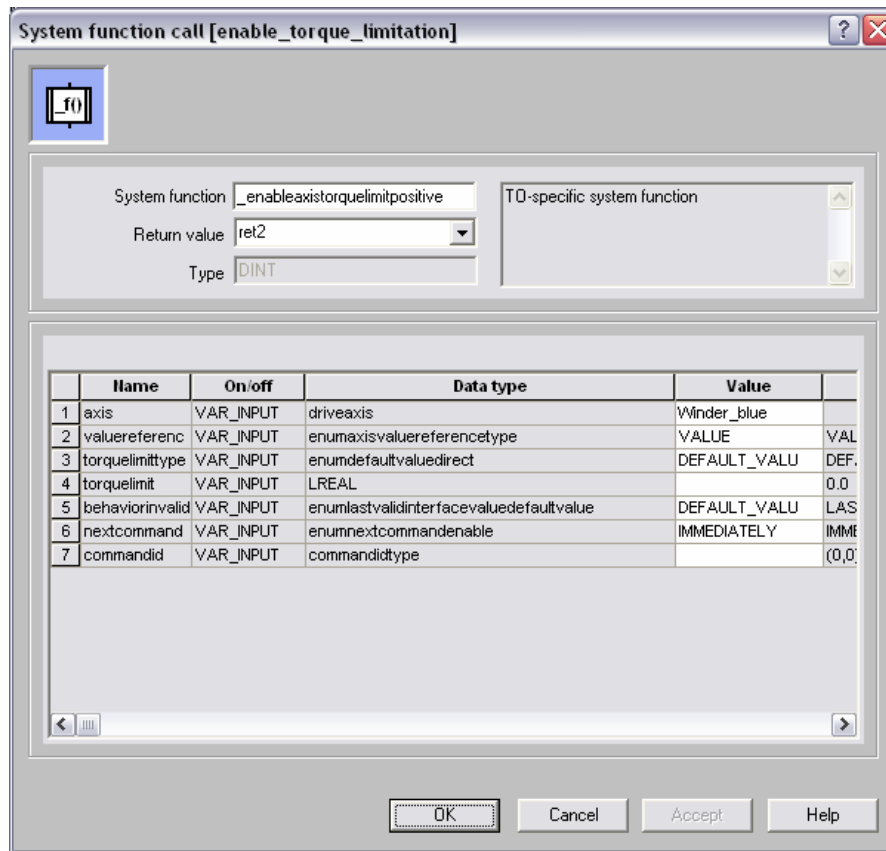 System function call [enable_torque_limitation]
?
_f()
System function _enableaxistorquelimitpositive
TO-specific system function
Return value ret2
Type DINT
Name On/off Data type Value
1 axis VAR_INPUT driveaxis Winder_blue
2 valuereferenc VAR_INPUT enumaxisvaluereferencetype VALUE VAL
3 torquelimittype VAR_INPUT enumdefaultvaluedirect DEFAULT_VALU DEF
4 torquelimit VAR_INPUT LREAL 0.0
5 behaviorinvalid VAR_INPUT enumlastvalidinterfacevaluedefaultvalue DEFAULT_VALU LAS
6 nextcommand VAR_INPUT enumnextcommandenable IMMEDIATELY IMME
7 commandid VAR_INPUT commandidtype (0,0
OK Cancel Accept Help